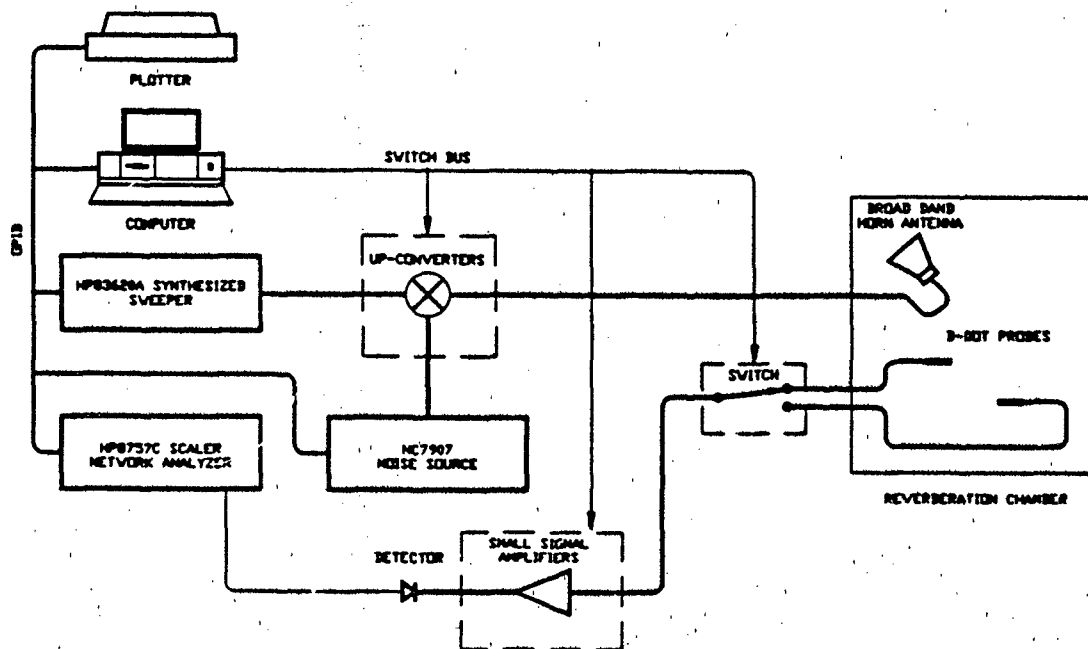 PLOTTER
SWITCH BUS
COMPUTER
GPIB
BROAD BAND
HORN ANTENNA
UP-CONVERTERS
HP83620A SYNTHESIZED
SWEEPER
D-DOT PROBES
SWITCH
HP8757C SCALER
NETWORK ANALYZER
NC7907
NOISE SOURCE
REVERBERATION CHAMBER
SMALL SIGNAL
AMPLIFIERS
DETECTOR